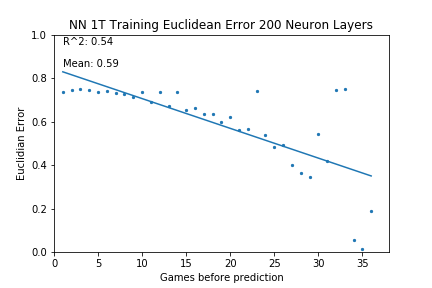 NN 1T Training Euclidean Error 200 Neuron Layers
R^2: 0.54
Mean: 0.59
Euclidian Error
1.0
0.8
0.6
0.4
0.2
0.0
0 5 10 15 20 25 30 35
Games before prediction